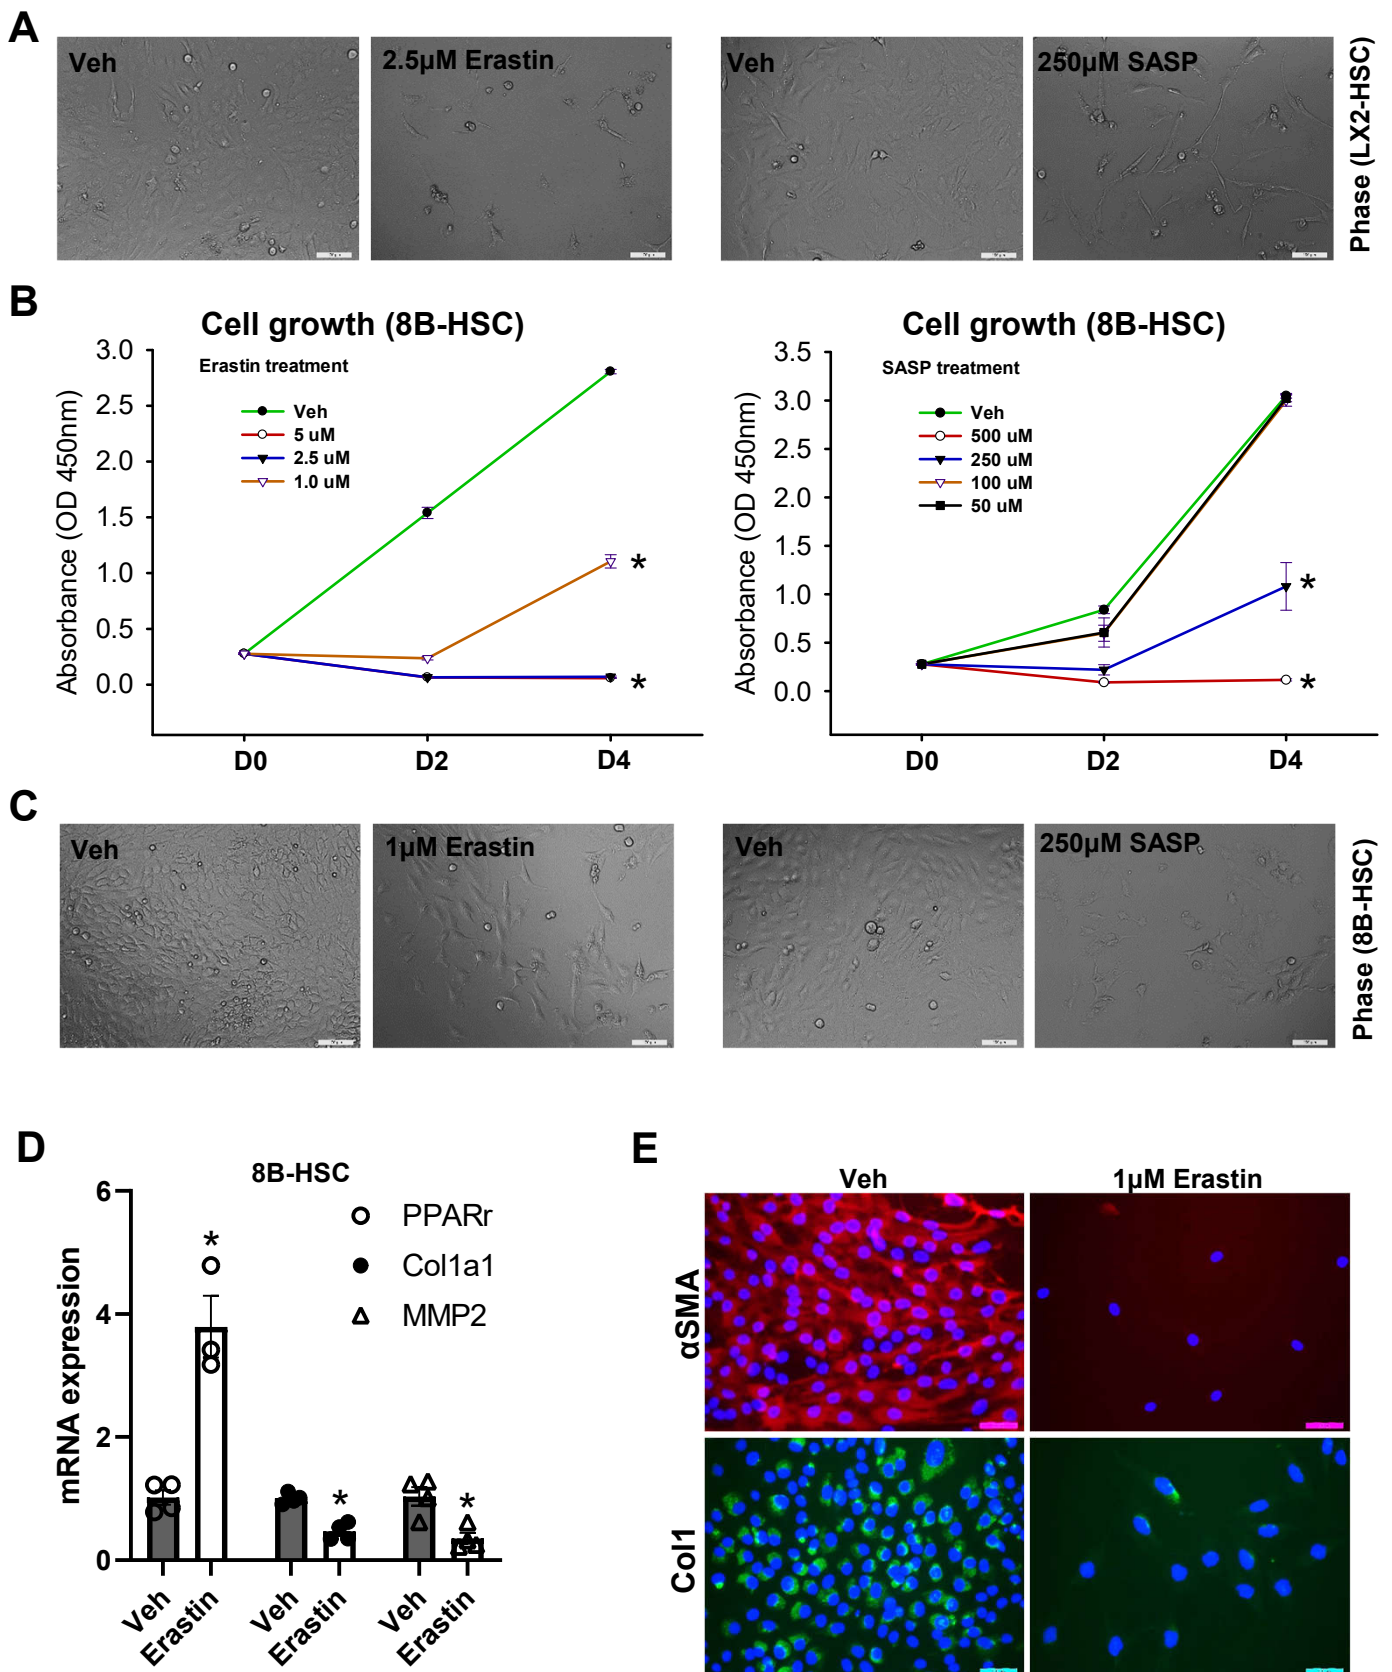 A
Veh
2.5µM Erastin
Veh
250µM SASP
Phase (LX2-HSC)
B
Cell growth (8B-HSC)
Erastin treatment
Veh
5 uM
2.5 uM
1.0 uM
Absorbance (OD 450nm)
3.0
2.5
2.0
1.5
1.0
0.5
0.0
*
*
D0 D2 D4
Cell growth (8B-HSC)
SASP treatment
Veh
500 uM
250 uM
100 uM
50 uM
Absorbance (OD 450nm)
3.5
3.0
2.5
2.0
1.5
1.0
0.5
0.0
*
*
D0 D2 D4
C
Veh
1µM Erastin
Veh
250µM SASP
Phase (8B-HSC)
D
8B-HSC
PPARr
Col1a1
MMP2
mRNA expression
6
4
2
0
*
*
*
Veh
Erastin
Veh
Erastin
Veh
Erastin
E
Veh
1µM Erastin
αSMA
Col1